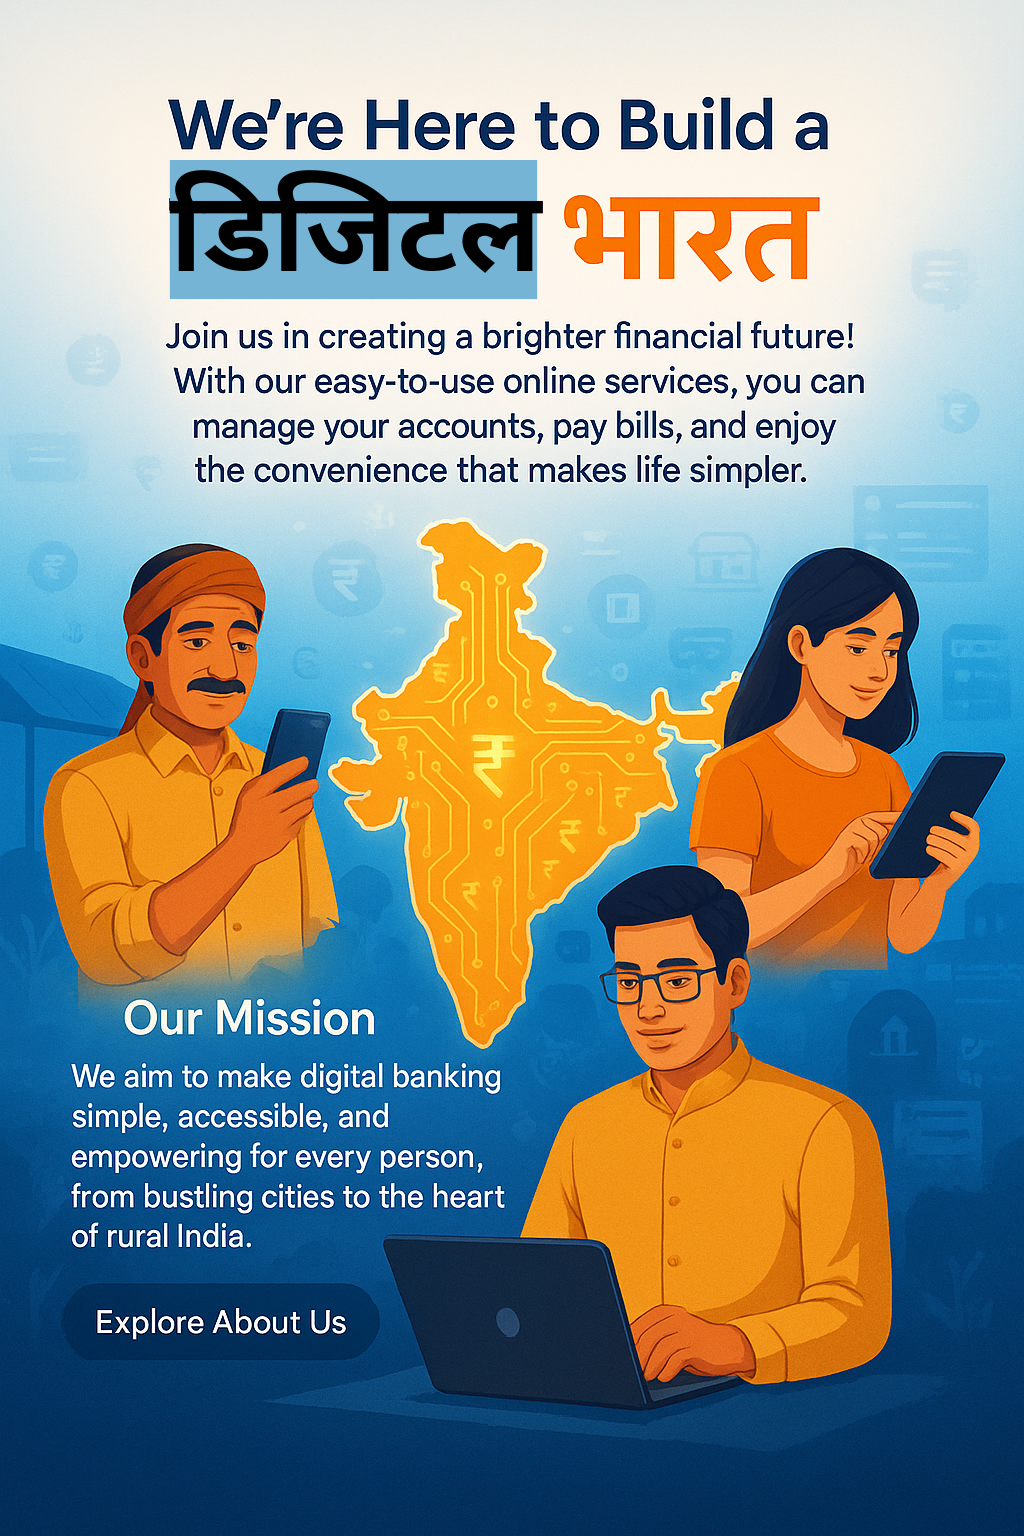 We're Here to Build a
डिजिटल भारत
Join us in creating a brighter financial future!
With our easy-to-use online services, you can
manage your accounts, pay bills, and enjoy
the convenience that makes life simpler.
₹
Our Mission
We aim to make digital banking
simple, accessible, and
empowering for every person,
from bustling cities to the heart
of rural India.
Explore About Us